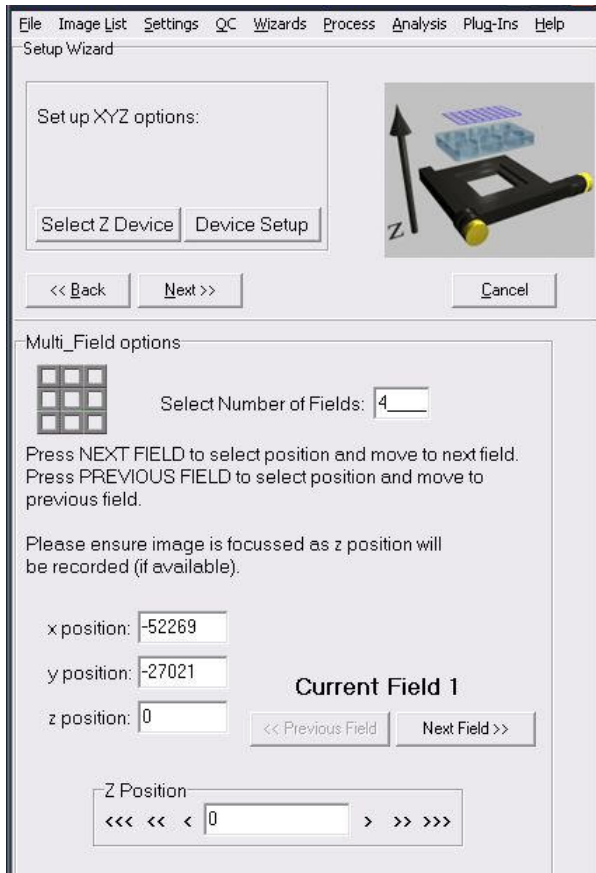 File Image List Settings QC Wizards Process Analysis Plug-Ins Help
Setup Wizard
Set up XYZ options:
Select Z Device Device Setup
Z
<< Back Next >> Cancel
Multi_Field options
Select Number of Fields: 4____
Press NEXT FIELD to select position and move to next field.
Press PREVIOUS FIELD to select position and move to
previous field.
Please ensure image is focussed as z position will
be recorded (if available).
x position: -52269
y position: -27021
Current Field 1
z position: 0
<< Previous Field Next Field >>
Z Position
<<< << < 0 > >> >>>